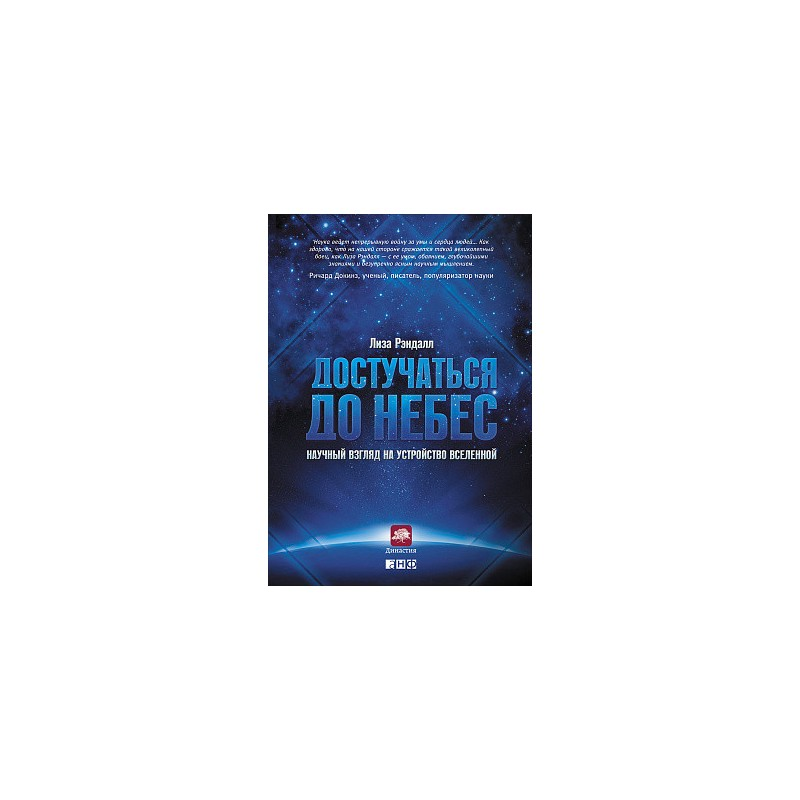 "Наука ведёт непрерывную войну за умы и сердца людей... Как
здорово, что на нашей стороне сражается такой великолепный
боец, как Лиза Рэндалл — с ее умом, обаянием, глубочайшими
знаниями и безупречно ясным научным мышлением.
Ричард Докинз, ученый, писатель, популяризатор науки
Лиза Рэндалл
ДОСТУЧАТЬСЯ
ДО НЕБЕС
НАУЧНЫЙ ВЗГЛЯД НА УСТРОЙСТВО ВСЕЛЕННОЙ
Династия
АНФ